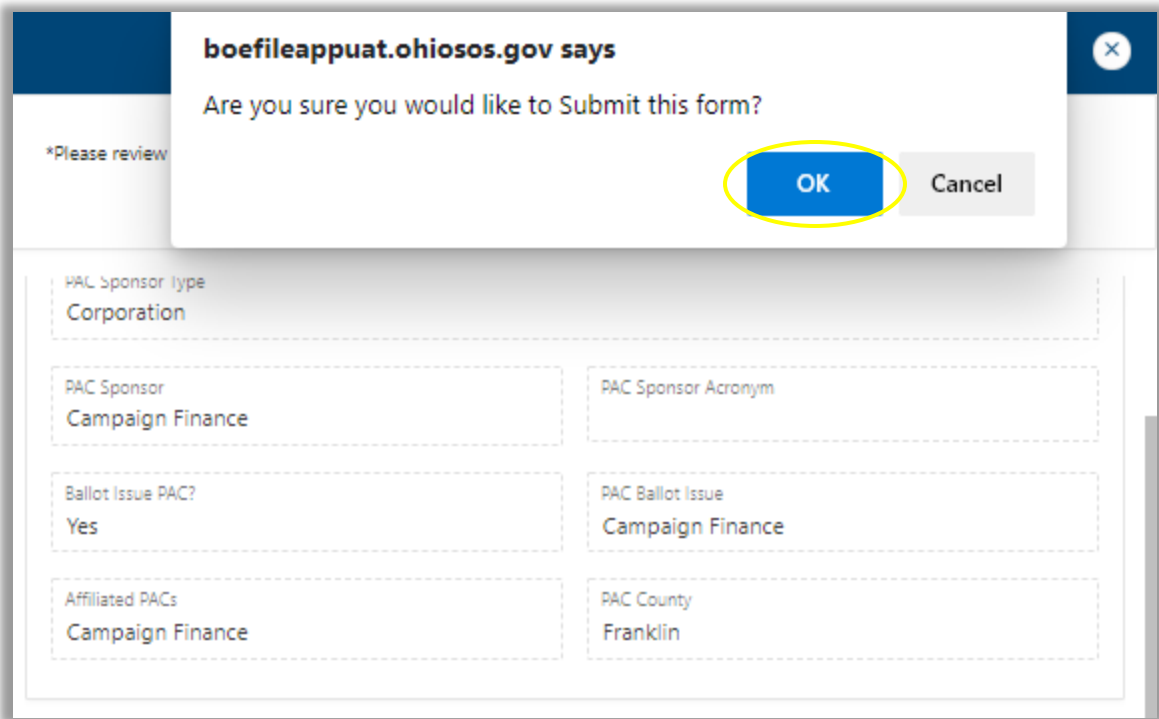 boefileappuat.ohiosos.gov says
Are you sure you would like to Submit this form?
OK Cancel
*Please review
PAC Sponsor Type
Corporation
PAC Sponsor PAC Sponsor Acronym
Campaign Finance
Ballot Issue PAC? PAC Ballot Issue
Yes Campaign Finance
Affiliated PACs PAC County
Campaign Finance Franklin